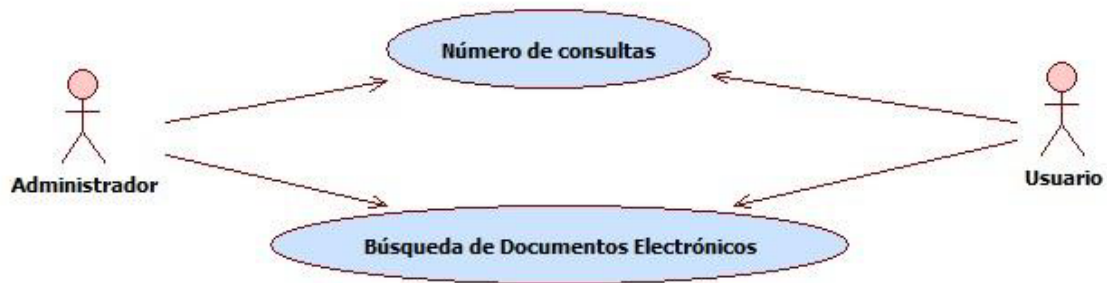 Número de consultas
Administrador
Usuario
Búsqueda de Documentos Electrónicos